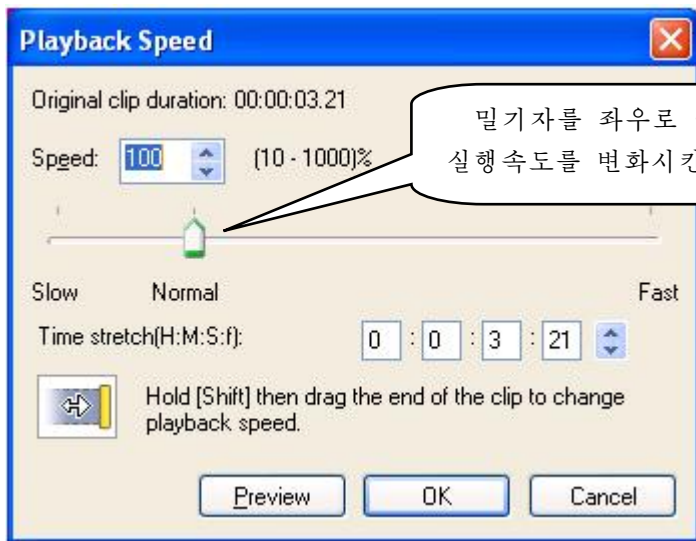 Playback Speed
Original clip duration: 00:00:03.21
밀기자를 좌우로
Speed: 100 (10 - 1000)%
실행속도를 변화시킨
Slow Normal Fast
Time stretch(H:M:S:f): 0 : 0 : 3 : 21
Hold [Shift] then drag the end of the clip to change
playback speed.
Preview OK Cancel